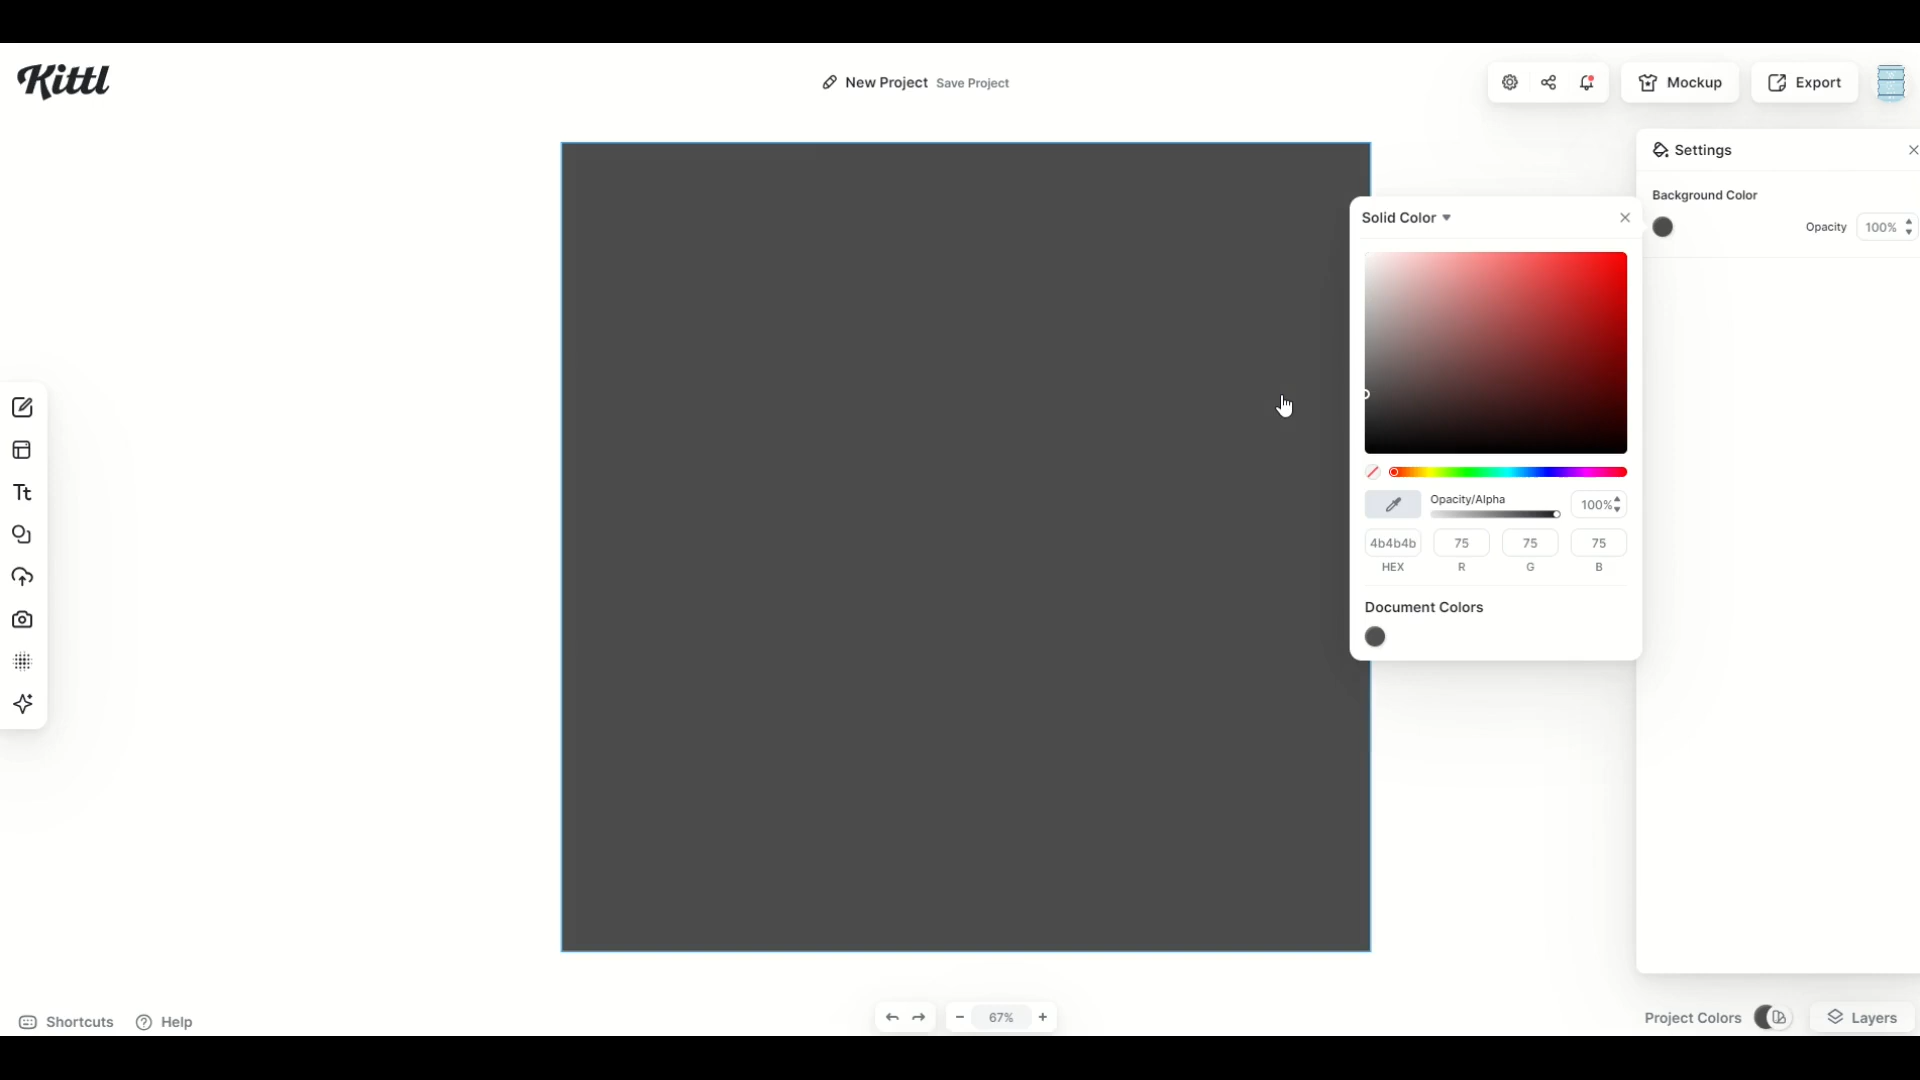 Kittl
New Project Save Project
Mockup
Export
Settings
Background Color
Opacity 100%
Solid Color
Opacity/Alpha
100%
4b4b4b 75 75 75
HEX R G B
Document Colors
Tt
Shortcuts Help
67%
Project Colors
Layers